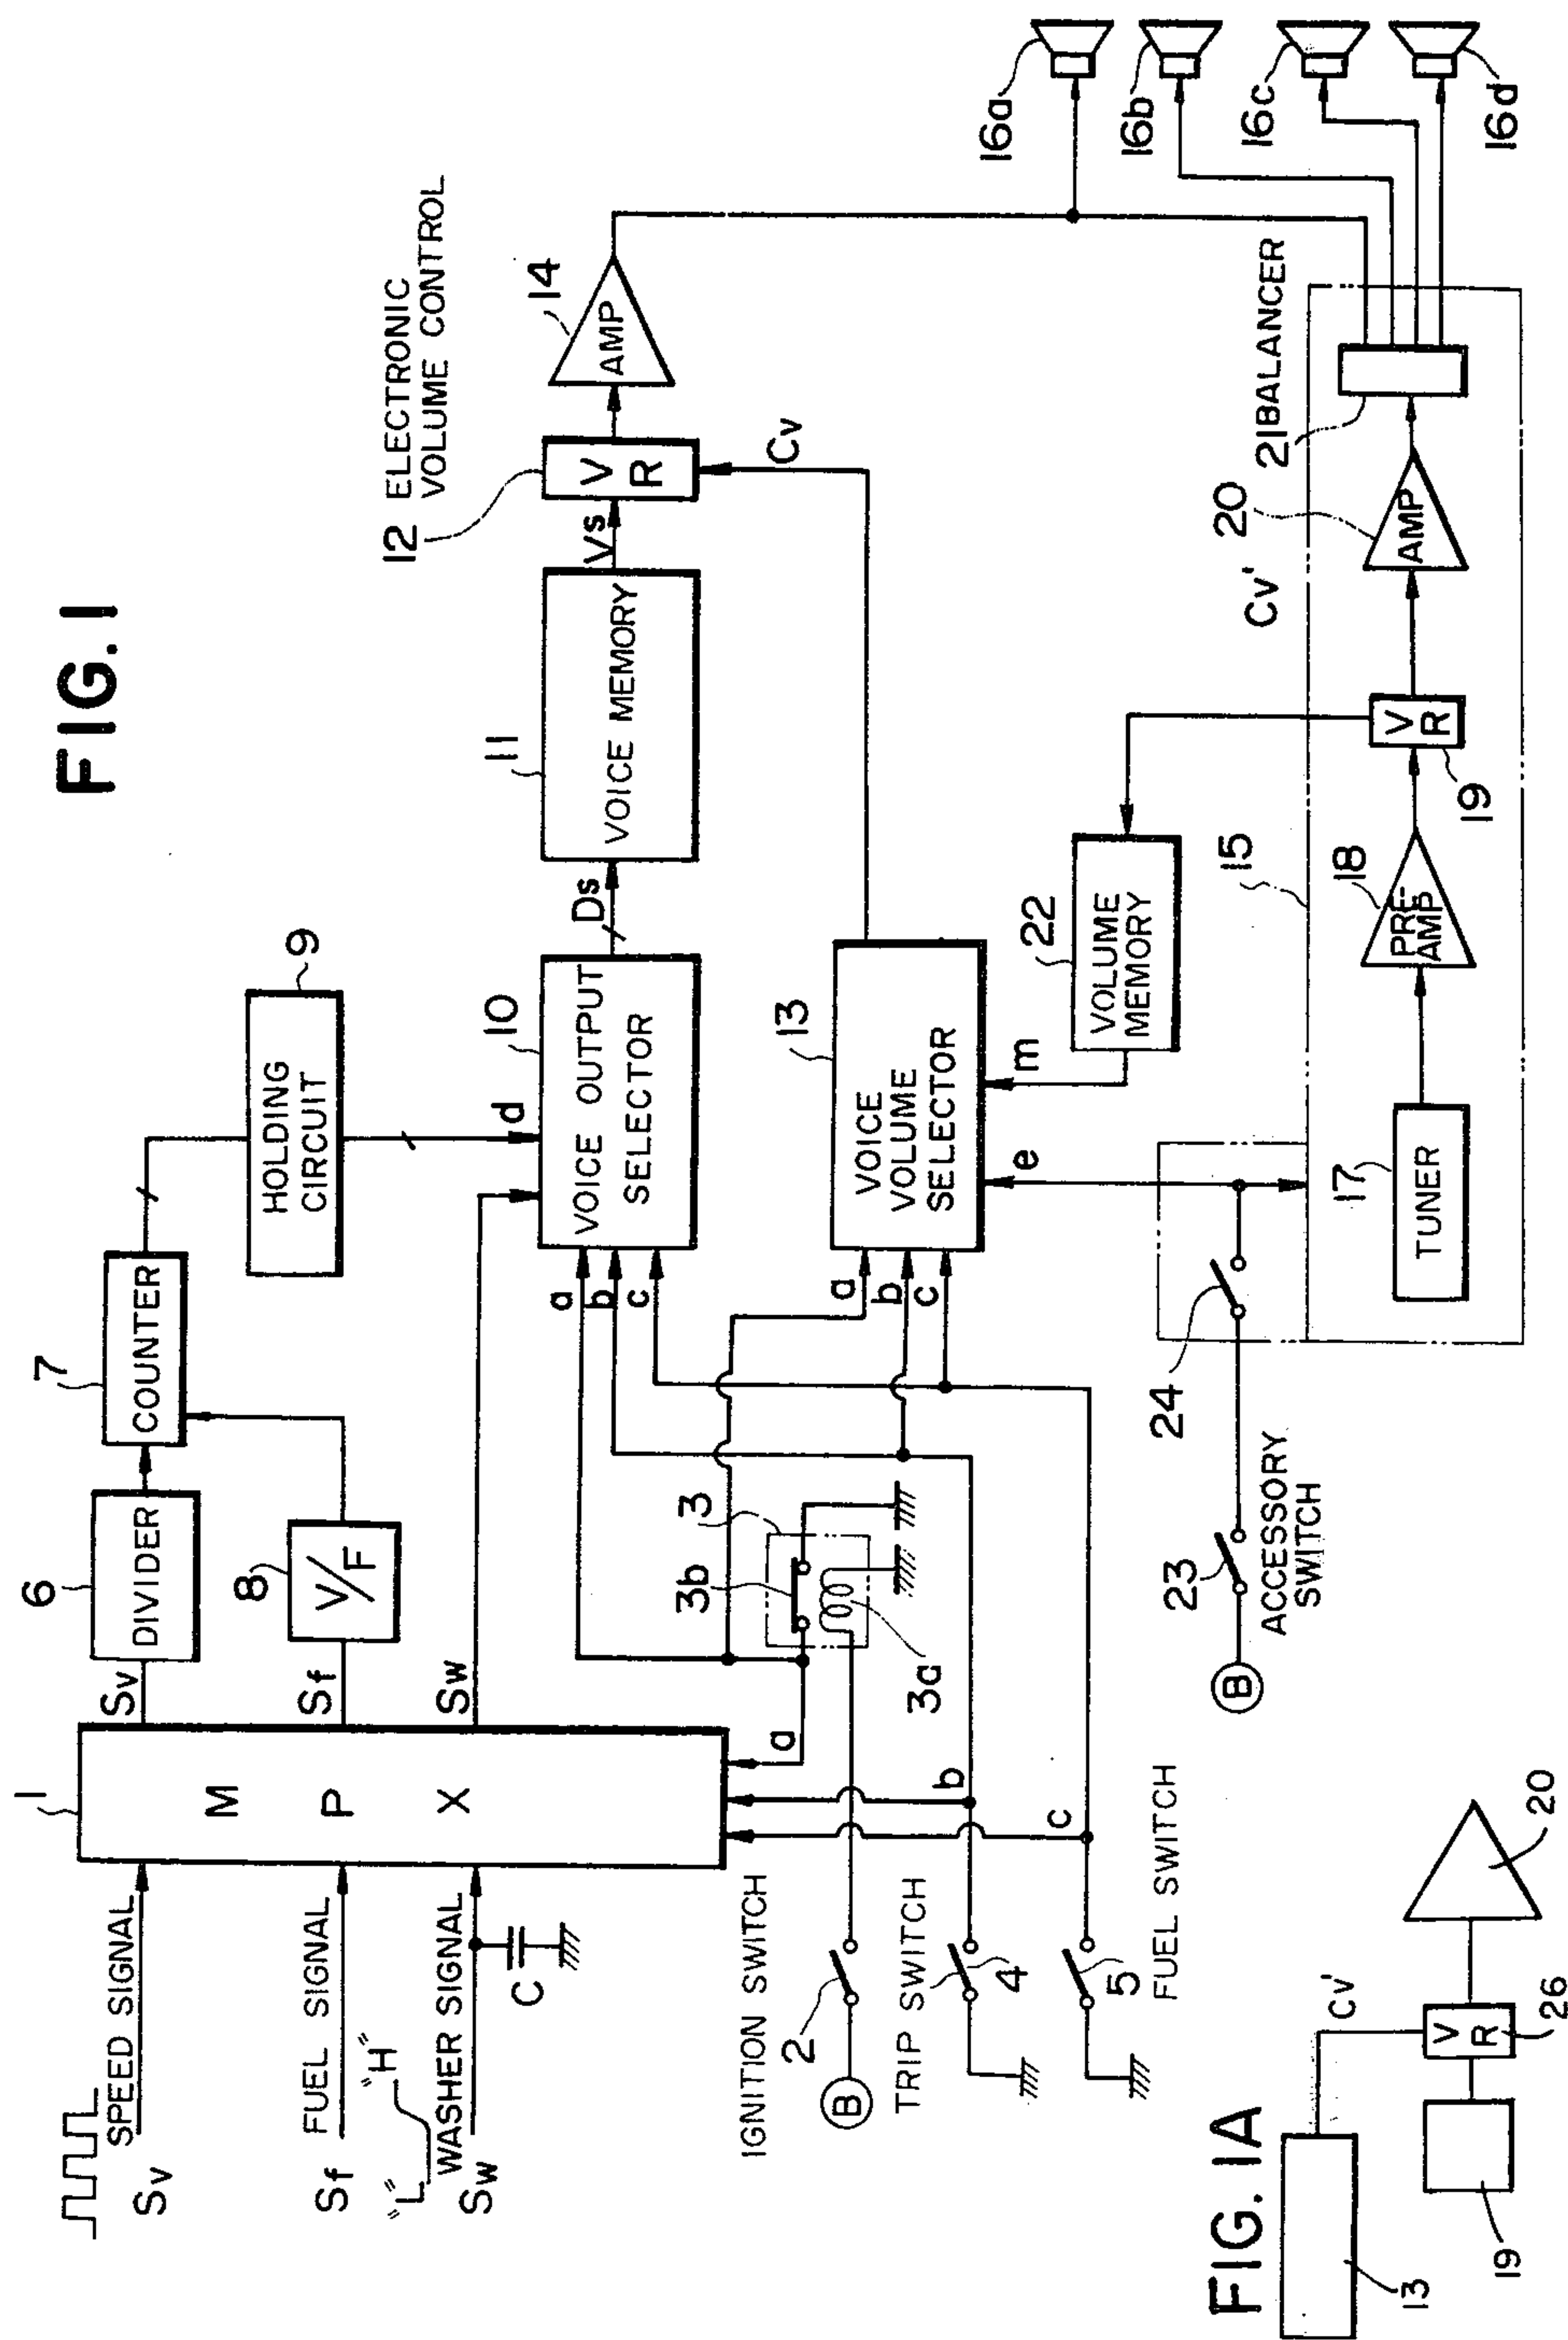 FIG. 1
1
M P X
SPEED SIGNAL
Sv
FUEL SIGNAL
Sf
"H"
"L"
WASHER SIGNAL
Sw
C
Sv
Sf
Sw
6
DIVIDER
7
COUNTER
8
V/F
9
HOLDING
CIRCUIT
d
10
VOICE OUTPUT
SELECTOR
a
b
c
Ds
11
VOICE MEMORY
Vs
12 ELECTRONIC
VOLUME CONTROL
V
R
14
AMP
Cv
IGNITION SWITCH
2
B
3
3b
3a
a
b
c
TRIP SWITCH
4
5
FUEL SWITCH
13
VOICE
VOLUME
SELECTOR
a
b
c
e
m
22
VOLUME
MEMORY
23
B
ACCESSORY
SWITCH
24
15
17
TUNER
18
PRE-
AMP
19
V
R
Cv'
20
AMP
21
BALANCER
16a
16b
16c
16d
FIG. 1A
13
Cv'
19
V
R
26
20